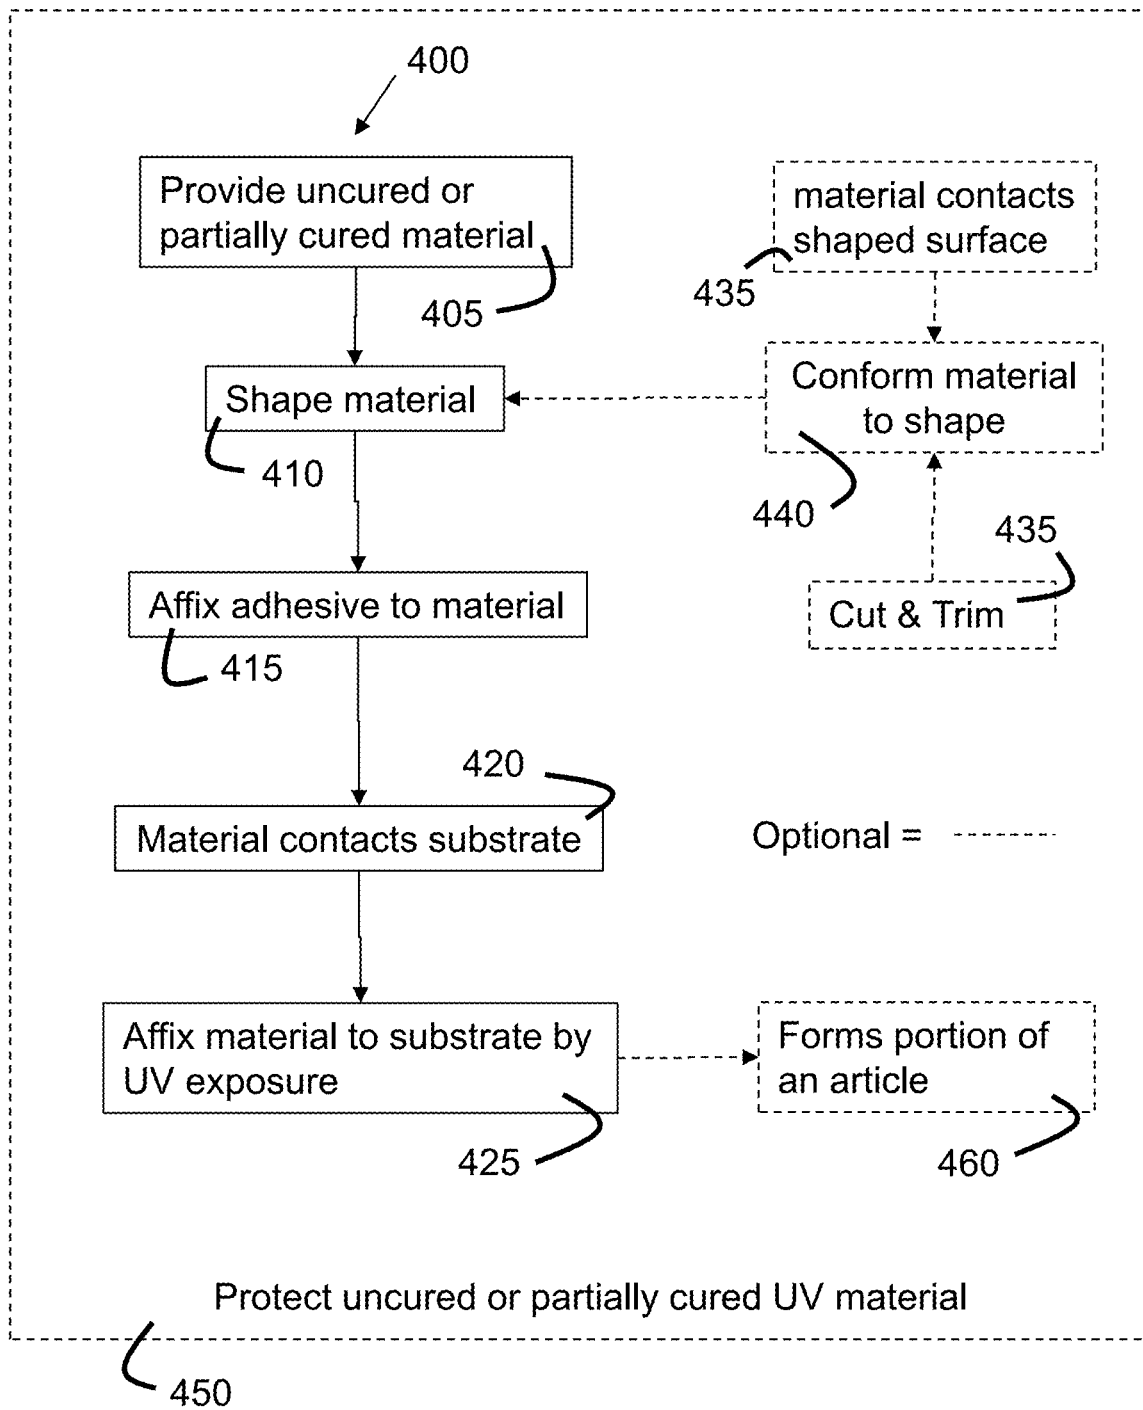 400
Provide uncured or
partially cured material
405
material contacts
shaped surface
435
Shape material
410
Conform material
to shape
440
435
Cut & Trim
Affix adhesive to material
415
420
Material contacts substrate
Optional = ----------
Affix material to substrate by
UV exposure
425
Forms portion of
an article
460
Protect uncured or partially cured UV material
450